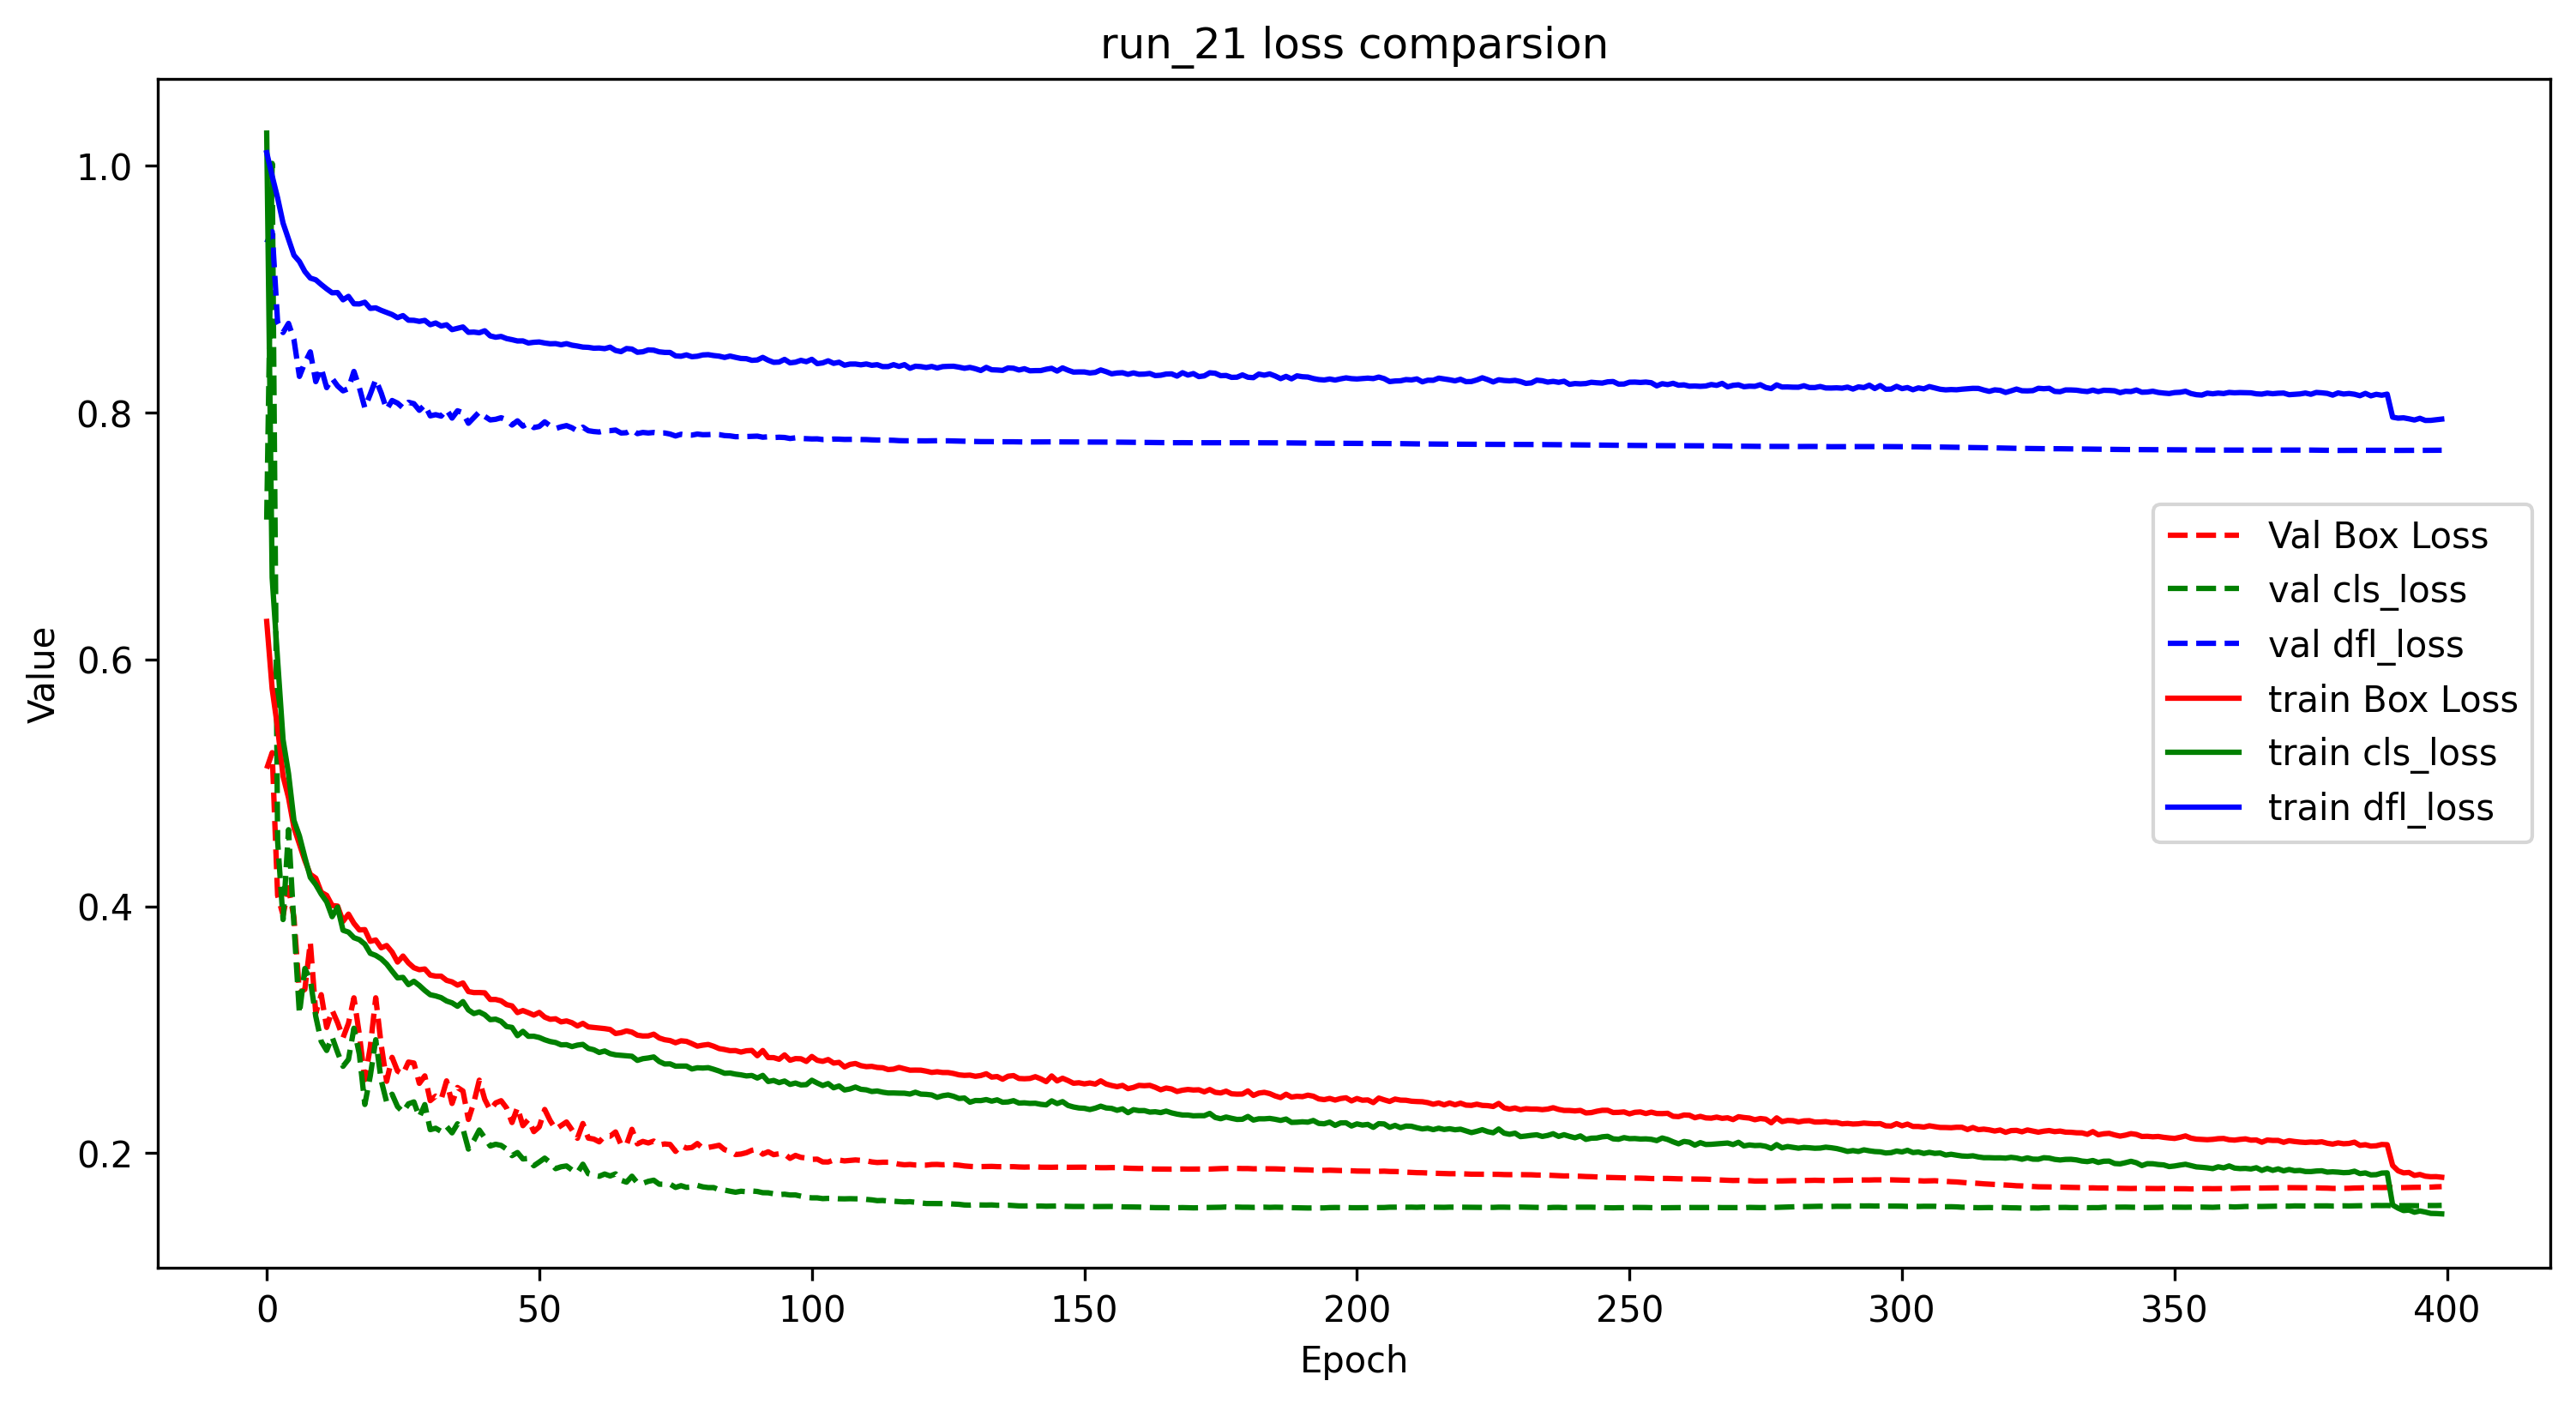 run_21 loss comparsion
Value
1.0
0.8
0.6
0.4
0.2
Val Box Loss
val cls_loss
val dfl_loss
train Box Loss
train cls_loss
train dfl_loss
0 50 100 150 200 250 300 350 400
Epoch